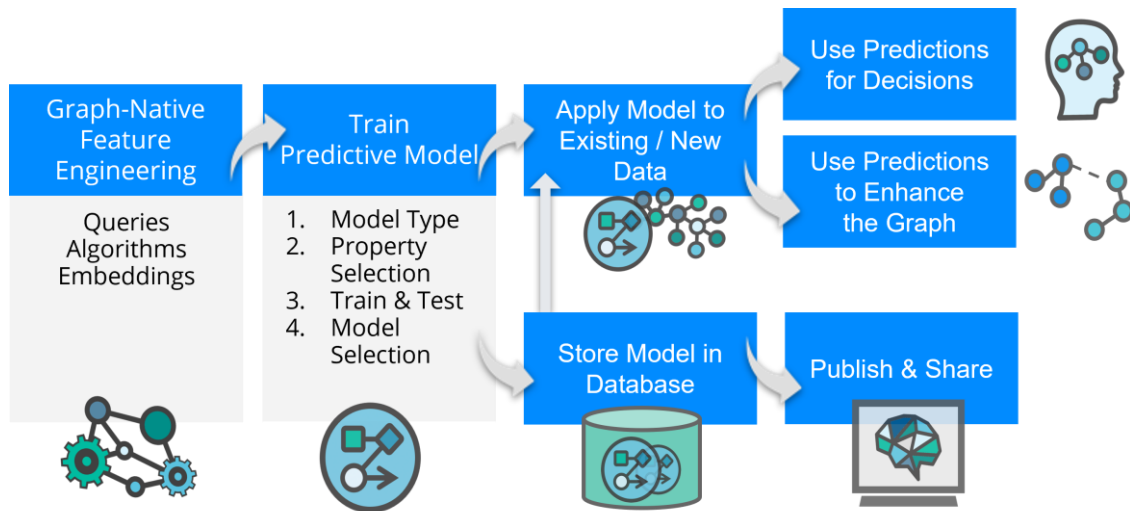 Graph-Native
Feature
Engineering
Queries
Algorithms
Embeddings
Train
Predictive Model
1. Model Type
2. Property
Selection
3. Train & Test
4. Model
Selection
Apply Model to
Existing / New
Data
Store Model in
Database
Use Predictions
for Decisions
Use Predictions
to Enhance
the Graph
Publish & Share